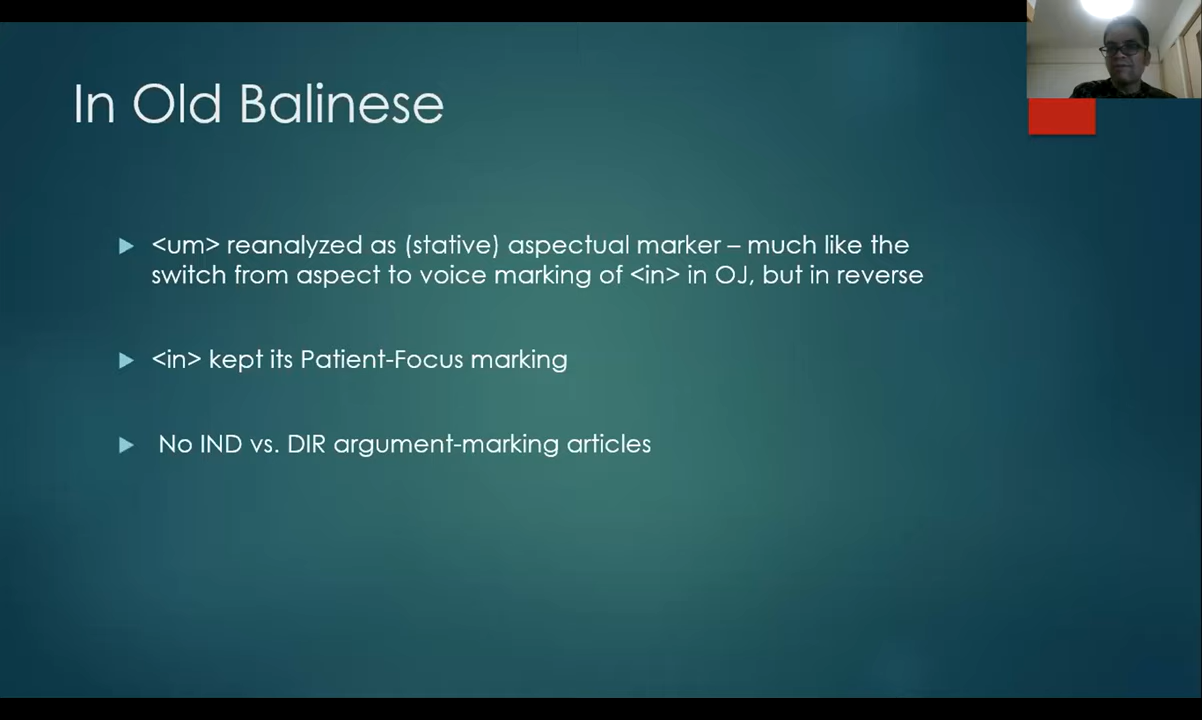 In Old Balinese
<um> reanalyzed as (stative) aspectual marker – much like the
switch from aspect to voice marking of <in> in OJ, but in reverse
<in> kept its Patient-Focus marking
No IND vs. DIR argument-marking articles